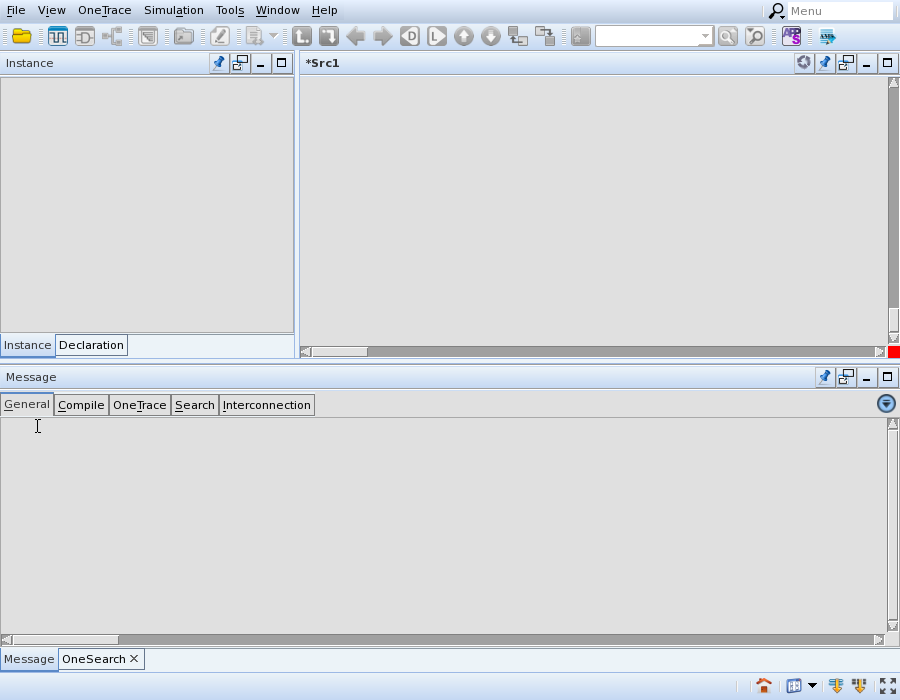 File View OneTrace Simulation Tools Window Help Menu
D L APPS
Instance *Src1
Instance Declaration
Message
General Compile OneTrace Search Interconnection
Message OneSearch